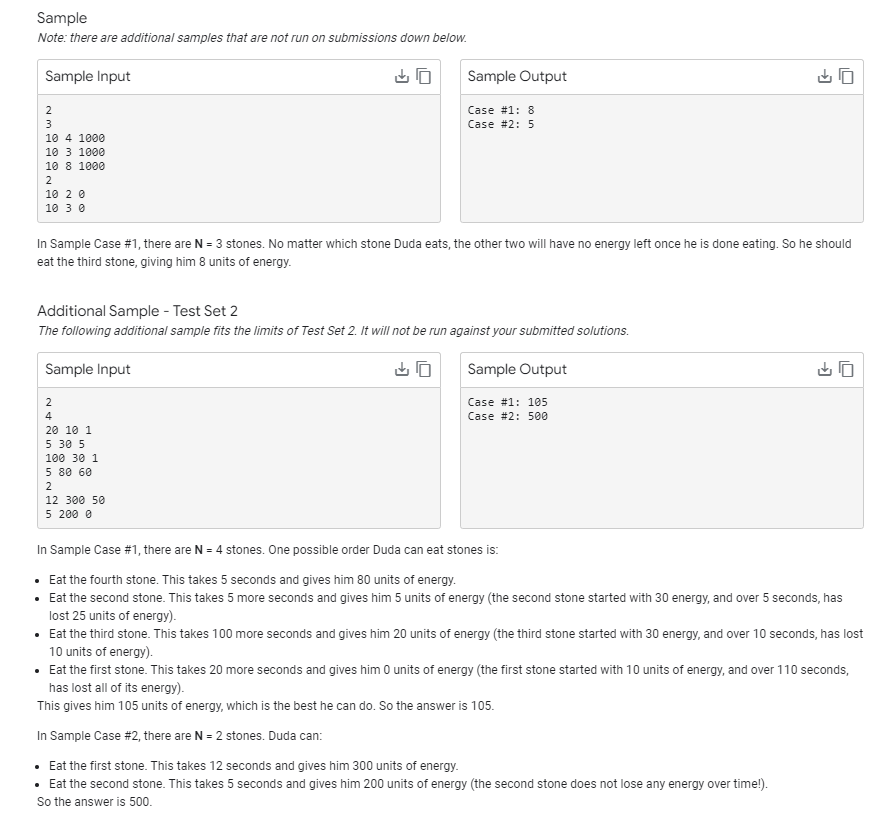 Sample
Note: there are additional samples that are not run on submissions down below.
Sample Input
2
3
10 4 1000
10 3 1000
10 8 1000
2
10 2 0
10 3 0
Sample Output
Case #1: 8
Case #2: 5
In Sample Case #1, there are N = 3 stones. No matter which stone Duda eats, the other two will have no energy left once he is done eating. So he should
eat the third stone, giving him 8 units of energy.
Additional Sample - Test Set 2
The following additional sample fits the limits of Test Set 2. It will not be run against your submitted solutions.
Sample Input
2
4
20 10 1
5 30 5
100 30 1
5 80 60
2
12 300 50
5 200 0
Sample Output
Case #1: 105
Case #2: 500
In Sample Case #1, there are N = 4 stones. One possible order Duda can eat stones is:
• Eat the fourth stone. This takes 5 seconds and gives him 80 units of energy.
• Eat the second stone. This takes 5 more seconds and gives him 5 units of energy (the second stone started with 30 energy, and over 5 seconds, has
lost 25 units of energy).
• Eat the third stone. This takes 100 more seconds and gives him 20 units of energy (the third stone started with 30 energy, and over 10 seconds, has lost
10 units of energy).
• Eat the first stone. This takes 20 more seconds and gives him 0 units of energy (the first stone started with 10 units of energy, and over 110 seconds,
has lost all of its energy).
This gives him 105 units of energy, which is the best he can do. So the answer is 105.
In Sample Case #2, there are N = 2 stones. Duda can:
• Eat the first stone. This takes 12 seconds and gives him 300 units of energy.
• Eat the second stone. This takes 5 seconds and gives him 200 units of energy (the second stone does not lose any energy over time!).
So the answer is 500.